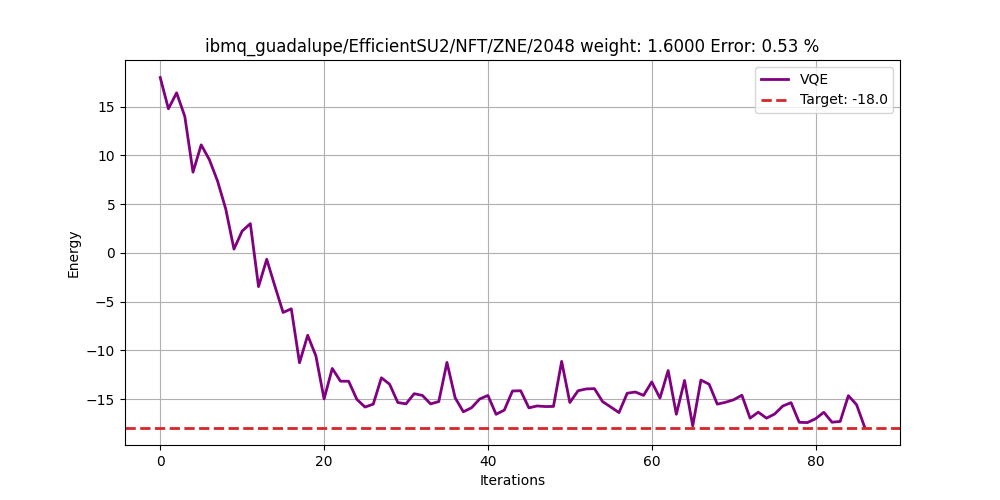 ibmq_guadalupe/EfficientSU2/NFT/ZNE/2048 weight: 1.6000 Error: 0.53 %
VQE
Target: -18.0
Energy
15
10
5
0
−5
−10
−15
0 20 40 60 80
Iterations